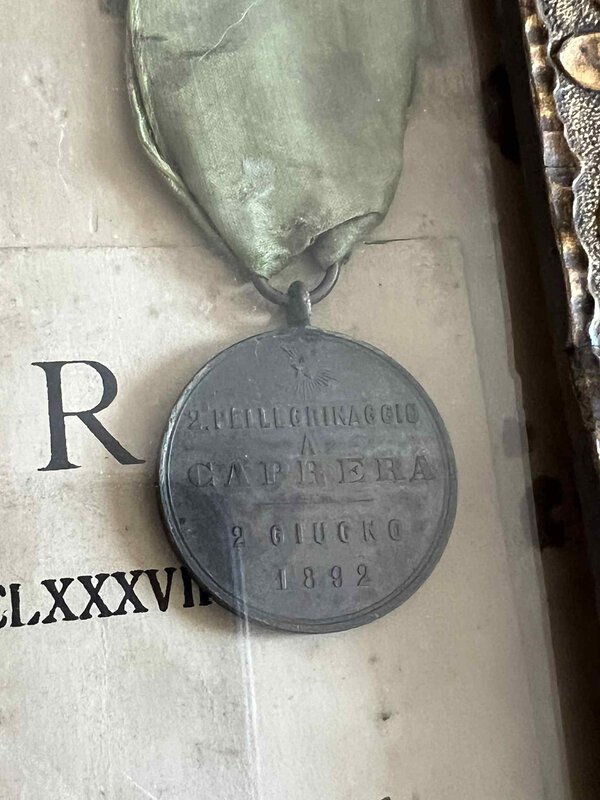 R
2. PELLEGRINAGGIO
A
CAPRERA
2 GIUGNO
1892
CLXXXVII